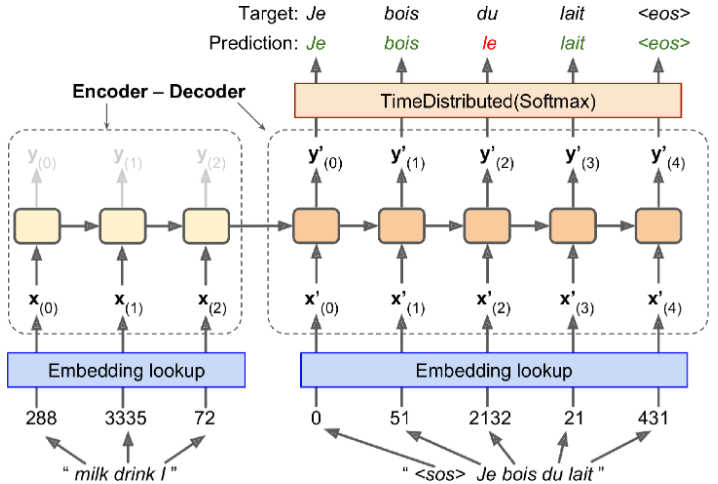 Target: Je bois du lait <eos>
Prediction: Je bois le lait <eos>
Encoder – Decoder
TimeDistributed(Softmax)
y(0) y(1) y(2) y'(0) y'(1) y'(2) y'(3) y'(4)
x(0) x(1) x(2) x'(0) x'(1) x'(2) x'(3) x'(4)
Embedding lookup Embedding lookup
288 3335 72 0 51 2132 21 431
“ milk drink I ” “ <sos> Je bois du lait ”